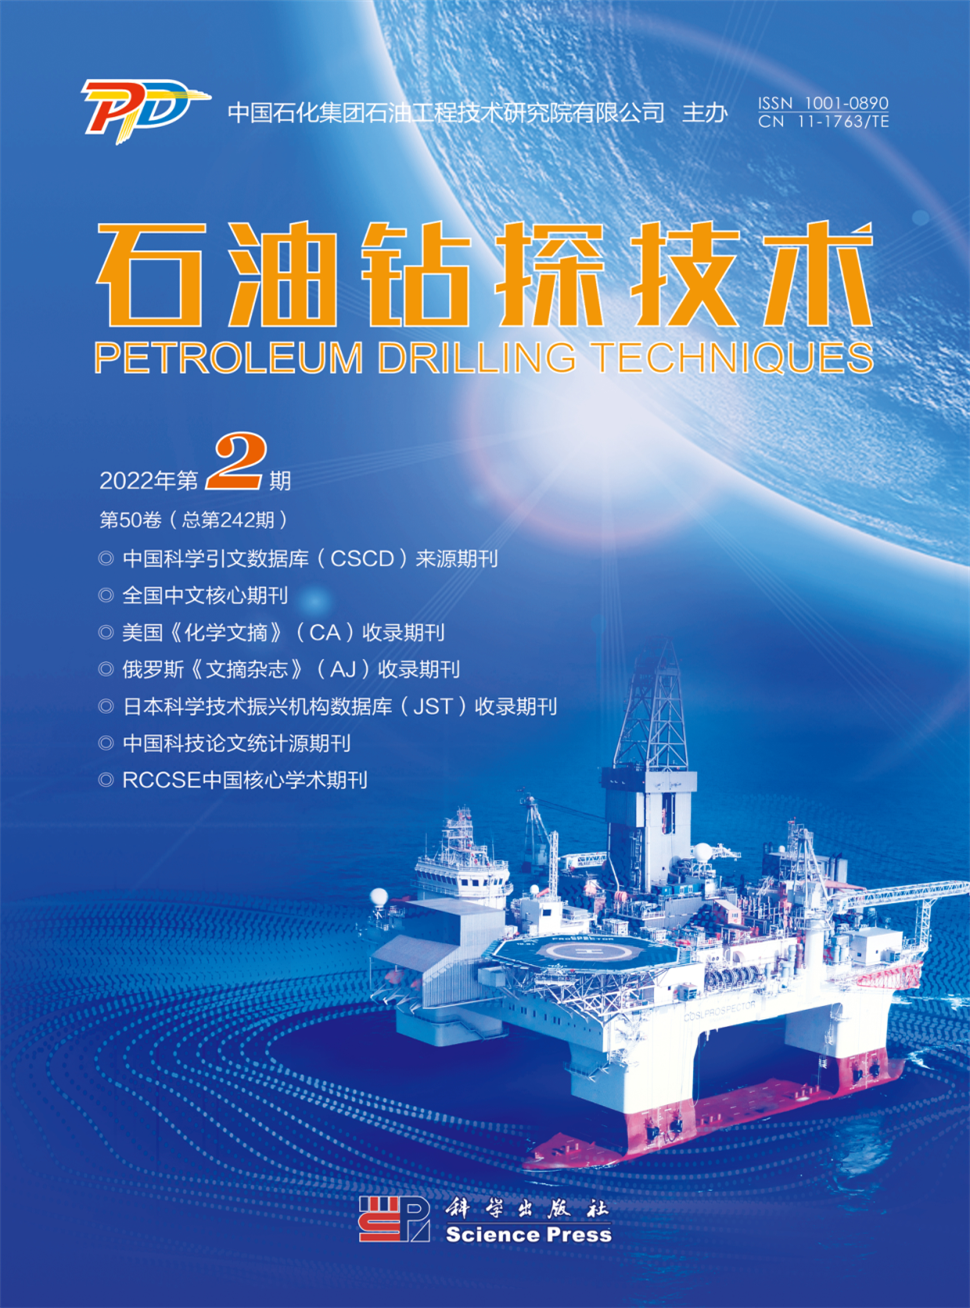 PTD
中国石化集团石油工程技术研究院有限公司 主办
ISSN 1001-0890
CN 11-1763/TE
石油钻探技术
PETROLEUM DRILLING TECHNIQUES
2022年第2期
第50卷（总第242期）
◎ 中国科学引文数据库（CSCD）来源期刊
◎ 全国中文核心期刊
◎ 美国《化学文摘》（CA）收录期刊
◎ 俄罗斯《文摘杂志》（AJ）收录期刊
◎ 日本科学技术振兴机构数据库（JST）收录期刊
◎ 中国科技论文统计源期刊
◎ RCCSE中国核心学术期刊
PROSPECTOR
H
COSLPROSPECTOR
科学出版社
Science Press